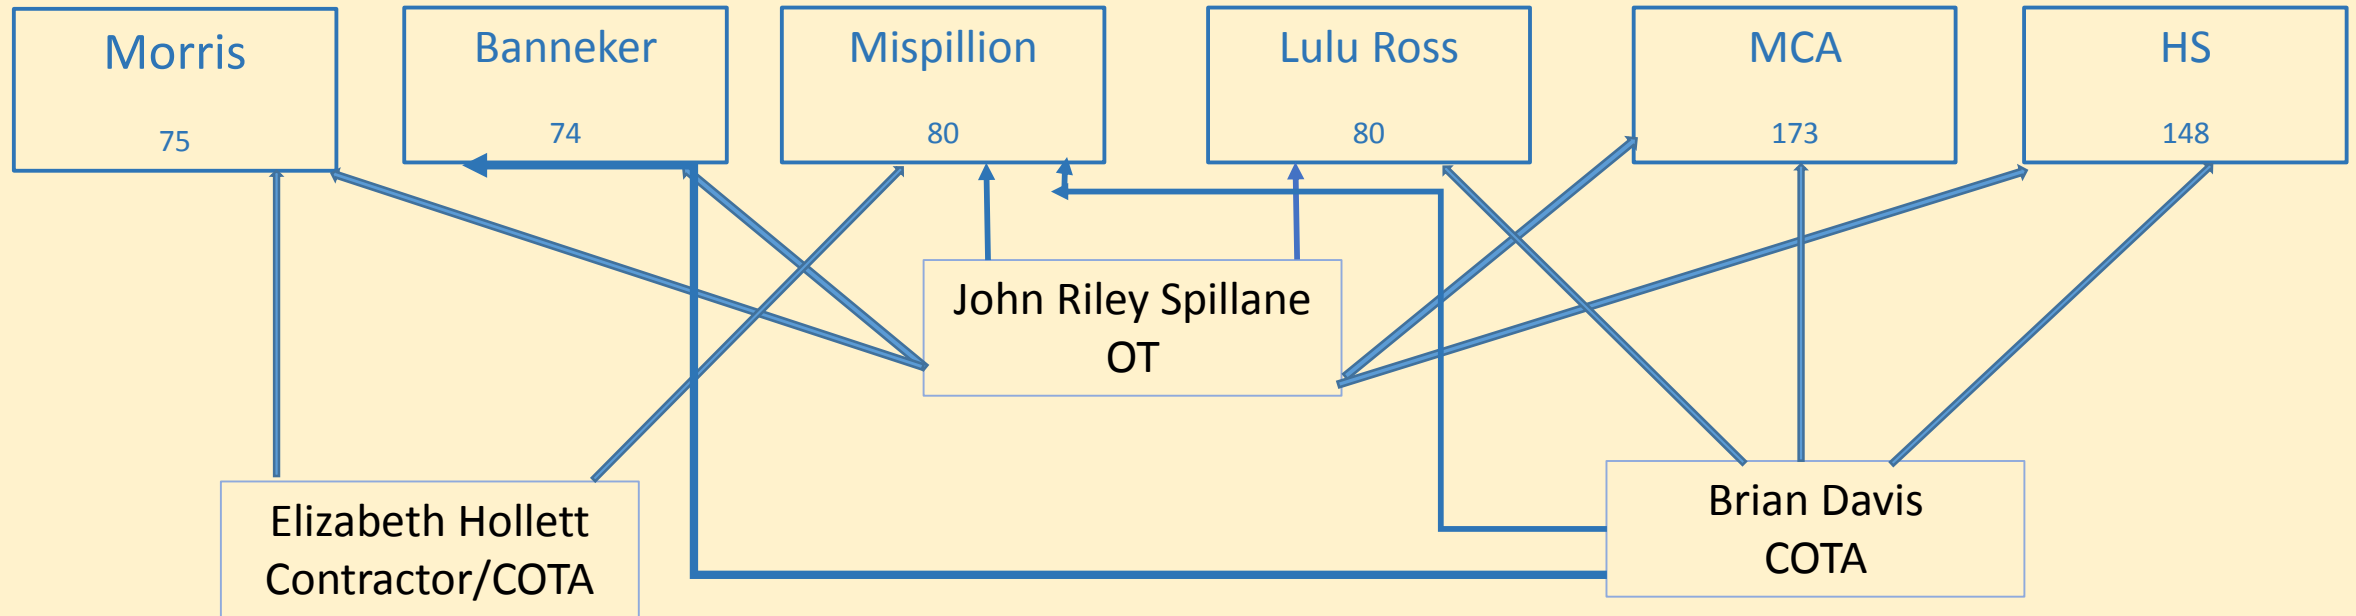 Morris
75
Banneker
74
Mispillion
80
Lulu Ross
80
MCA
173
HS
148
John Riley Spillane
OT
Elizabeth Hollett
Contractor/COTA
Brian Davis
COTA